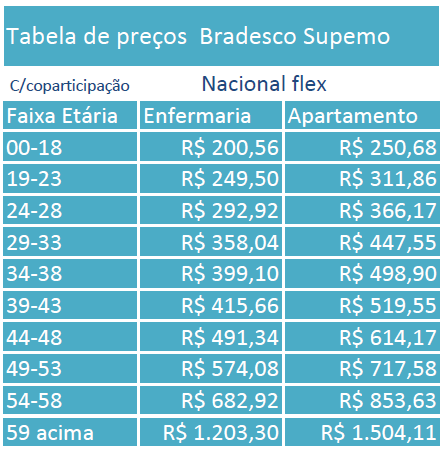 Tabela de preços Bradesco Supemo
C/coparticipação Nacional flex
Faixa Etária Enfermaria Apartamento
00-18 R$ 200,56 R$ 250,68
19-23 R$ 249,50 R$ 311,86
24-28 R$ 292,92 R$ 366,17
29-33 R$ 358,04 R$ 447,55
34-38 R$ 399,10 R$ 498,90
39-43 R$ 415,66 R$ 519,55
44-48 R$ 491,34 R$ 614,17
49-53 R$ 574,08 R$ 717,58
54-58 R$ 682,92 R$ 853,63
59 acima R$ 1.203,30 R$ 1.504,11